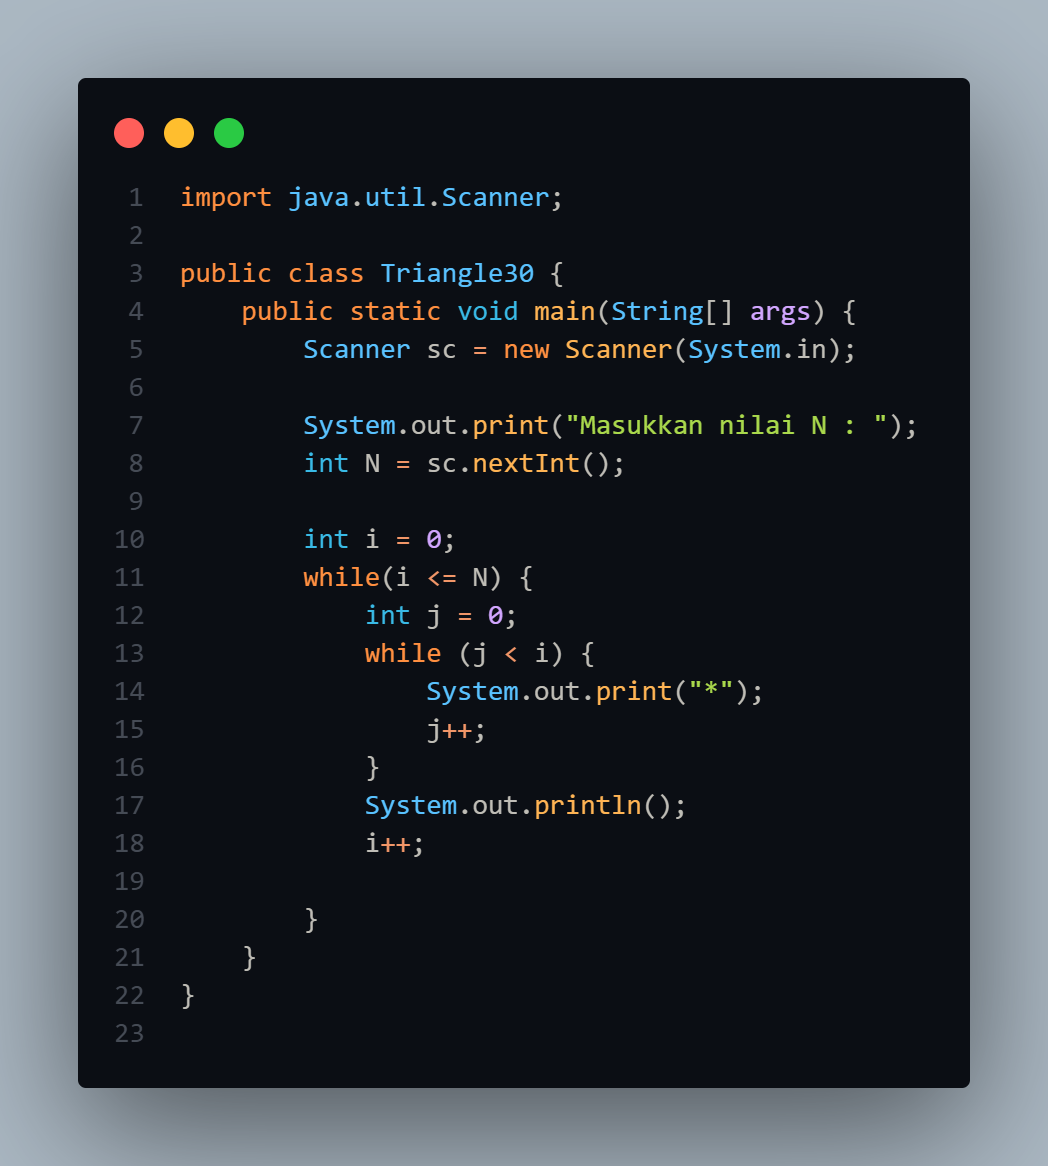 1 import java.util.Scanner;
2
3 public class Triangle30 {
4     public static void main(String[] args) {
5         Scanner sc = new Scanner(System.in);
6
7         System.out.print("Masukkan nilai N : ");
8         int N = sc.nextInt();
9
10         int i = 0;
11         while(i <= N) {
12             int j = 0;
13             while (j < i) {
14                 System.out.print("*");
15                 j++;
16             }
17             System.out.println();
18             i++;
19
20         }
21     }
22 }
23